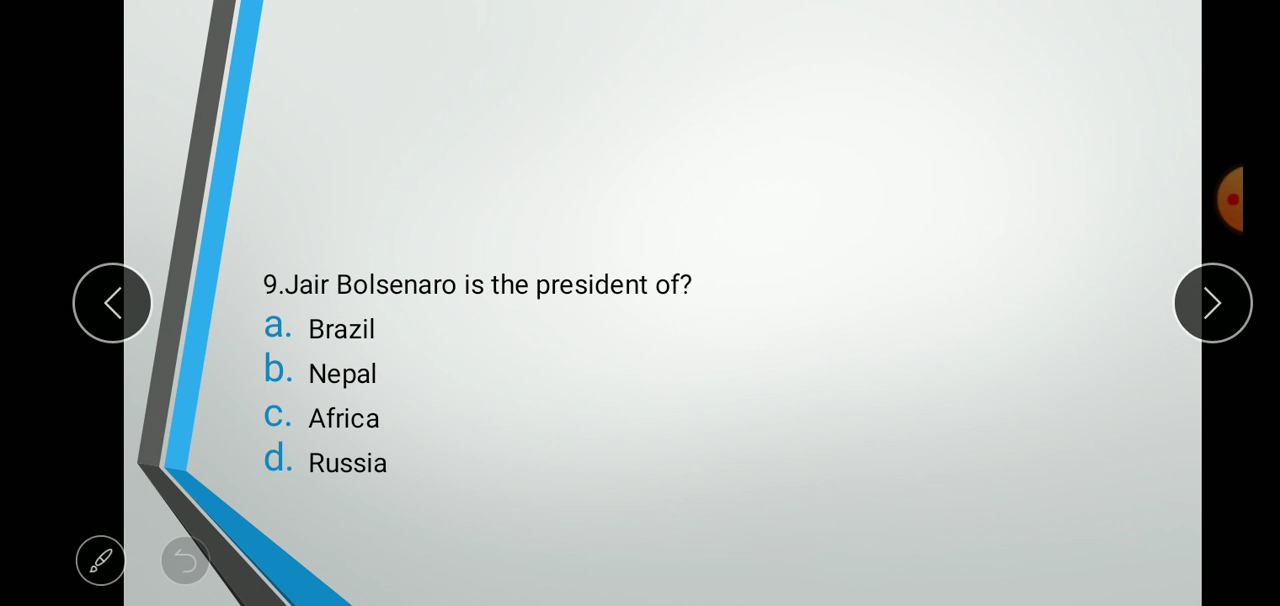 9.Jair Bolsenaro is the president of?
a. Brazil
b. Nepal
c. Africa
d. Russia